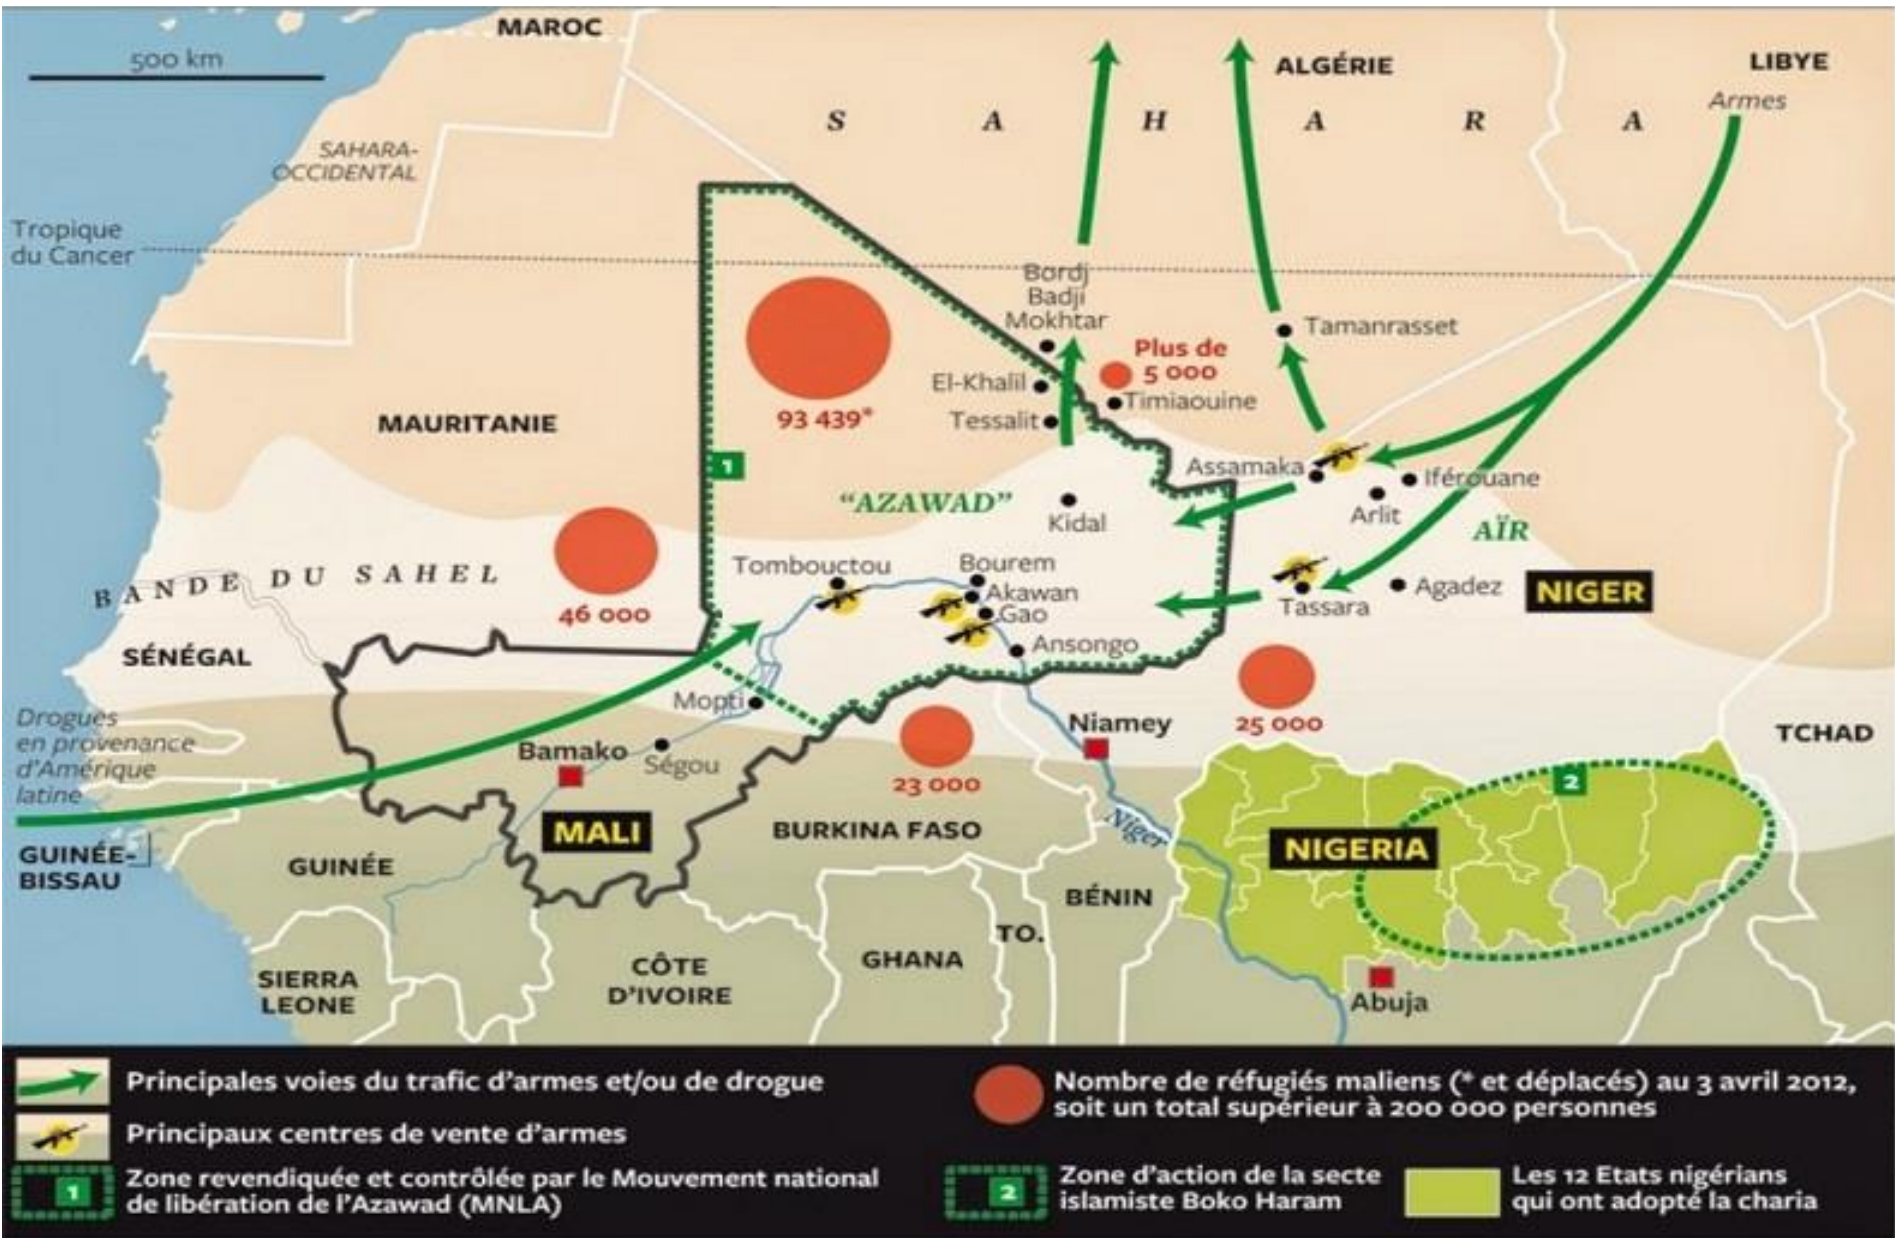 MAROC
500 km
ALGÉRIE
LIBYE
Armes
S A H A R A
SAHARA-
OCCIDENTAL
Tropique
du Cancer
Bordj
Badji
Mokhtar
Tamanrasset
Plus de
5 000
El-Khalil
Timiaouine
Tessalit
93 439*
MAURITANIE
1
Assamaka
Iférouane
"AZAWAD"
Kidal
Arlit
AÏR
BANDE DU SAHEL
46 000
Tombouctou
Bourem
Akawan
Gao
Ansongo
Tassara
Agadez
NIGER
SÉNÉGAL
Mopti
25 000
Drogues
en provenance
d'Amérique
latine
Bamako
Ségou
23 000
Niamey
TCHAD
2
MALI
BURKINA FASO
Niger
NIGERIA
GUINÉE-
BISSAU
GUINÉE
BÉNIN
TO.
GHANA
CÔTE
D'IVOIRE
SIERRA
LEONE
Abuja
Principales voies du trafic d'armes et/ou de drogue
Principaux centres de vente d'armes
1
Zone revendiquée et contrôlée par le Mouvement national
de libération de l'Azawad (MNLA)
Nombre de réfugiés maliens (* et déplacés) au 3 avril 2012,
soit un total supérieur à 200 000 personnes
2
Zone d'action de la secte
islamiste Boko Haram
Les 12 Etats nigérians
qui ont adopté la charia